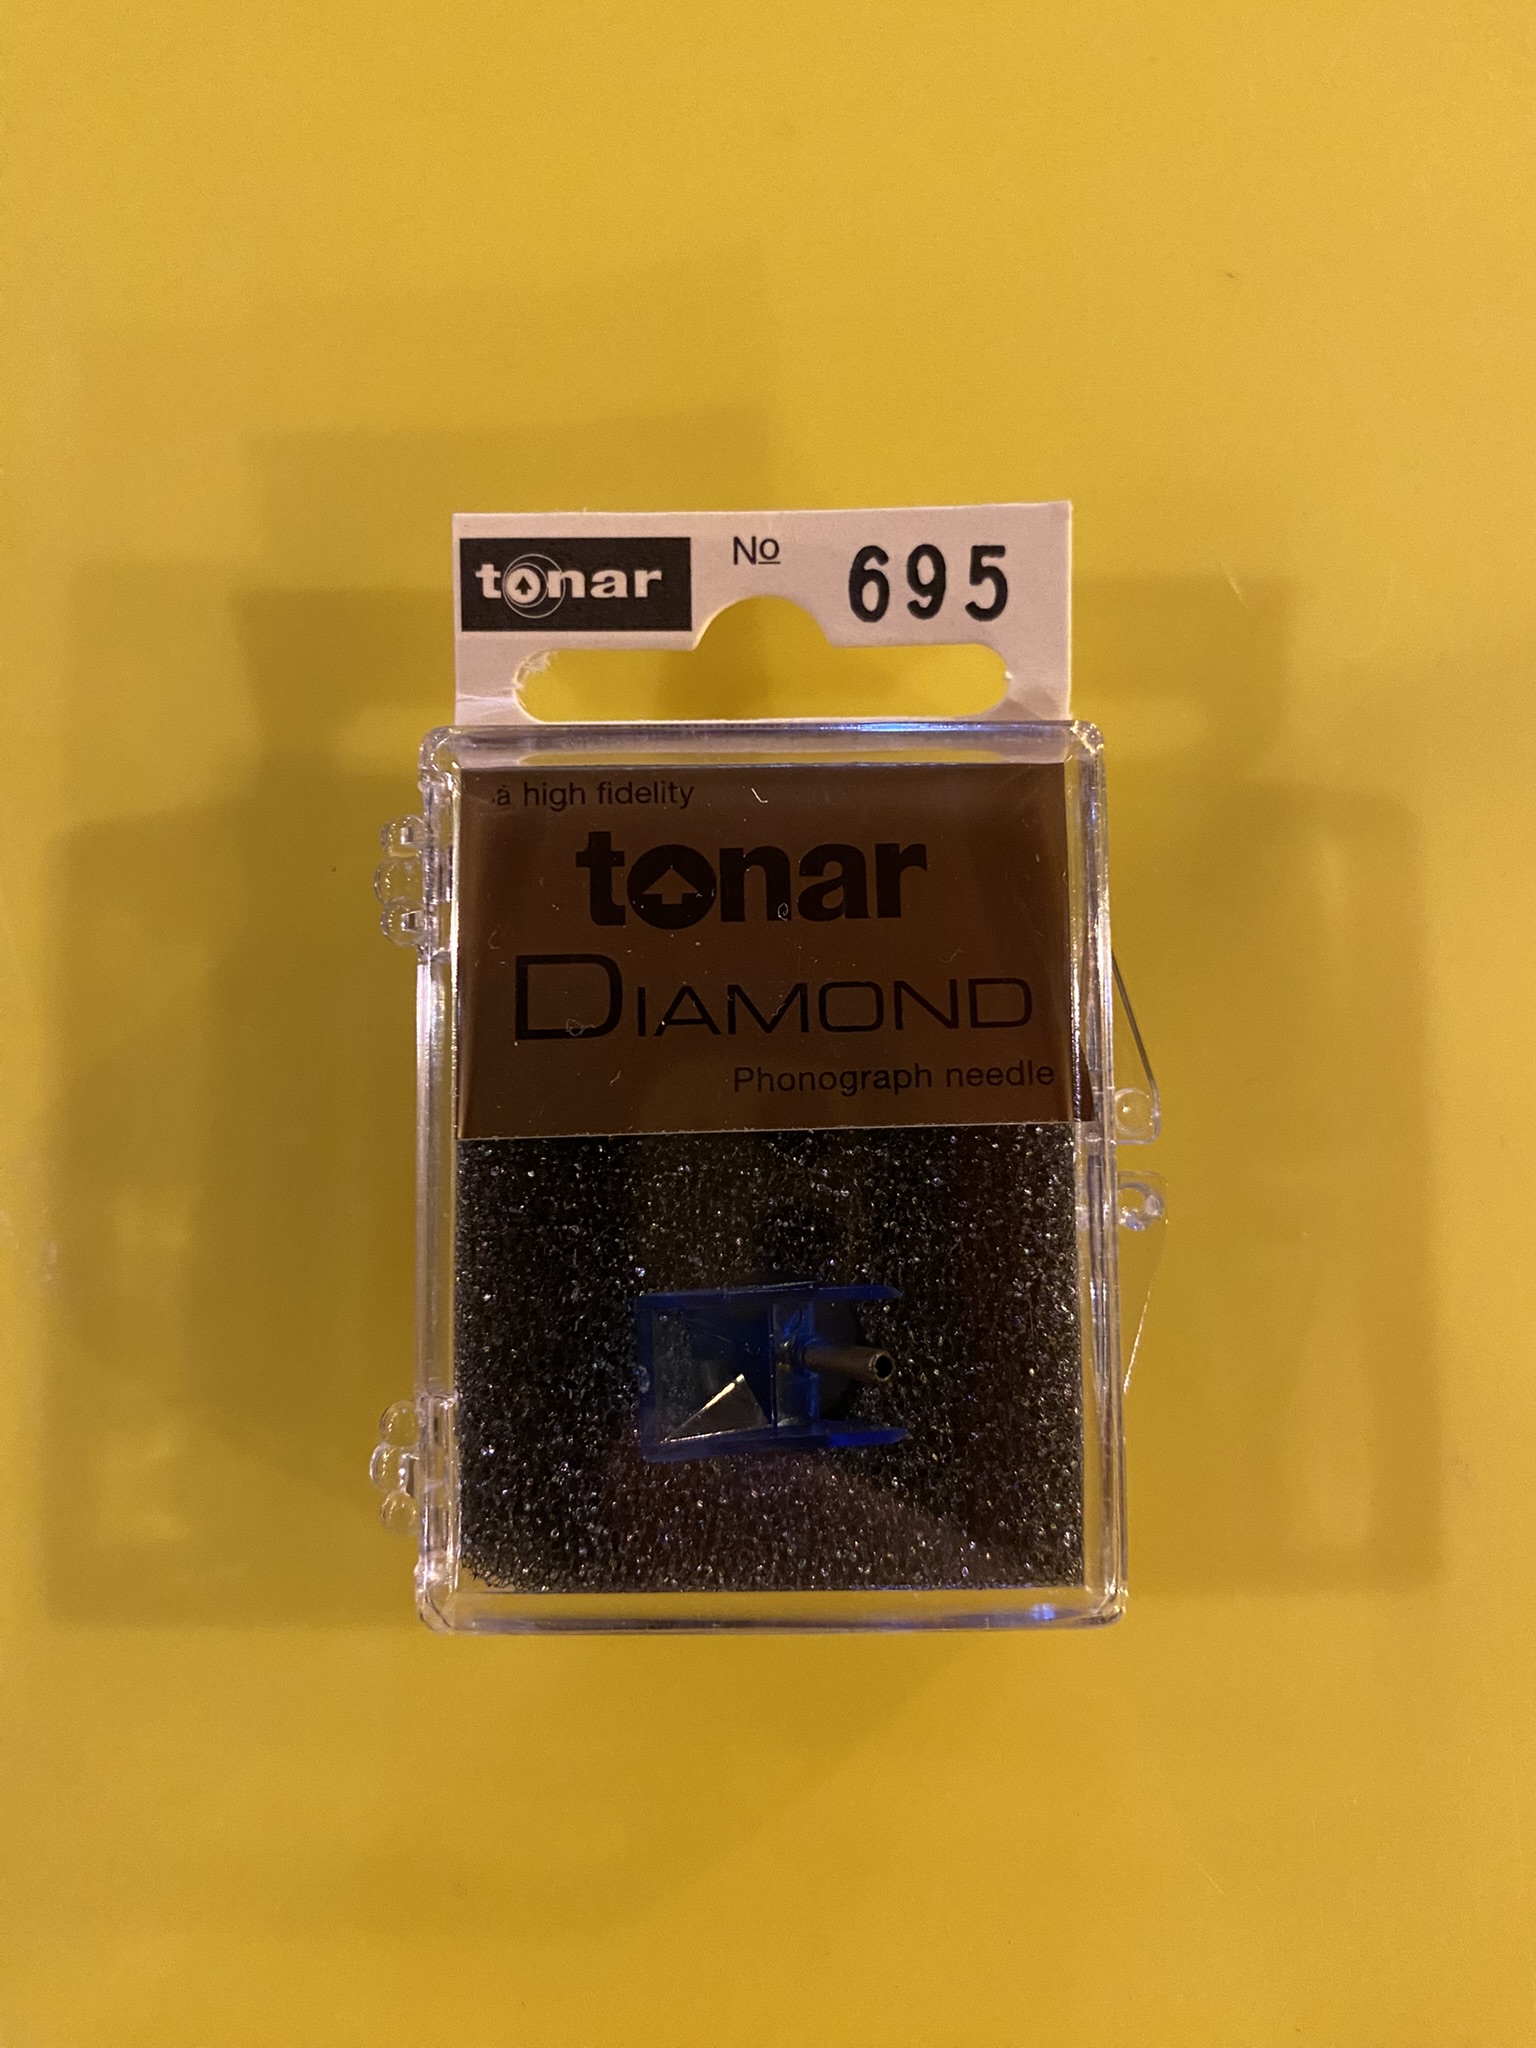 tonar
No 695
a high fidelity
tonar
DIAMOND
Phonograph needle